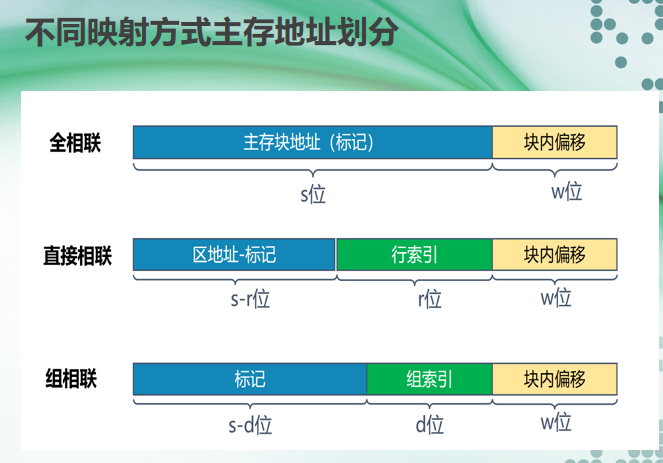 不同映射方式主存地址划分
全相联 主存块地址（标记） 块内偏移
s位 w位
直接相联 区地址-标记 行索引 块内偏移
s-r位 r位 w位
组相联 标记 组索引 块内偏移
s-d位 d位 w位